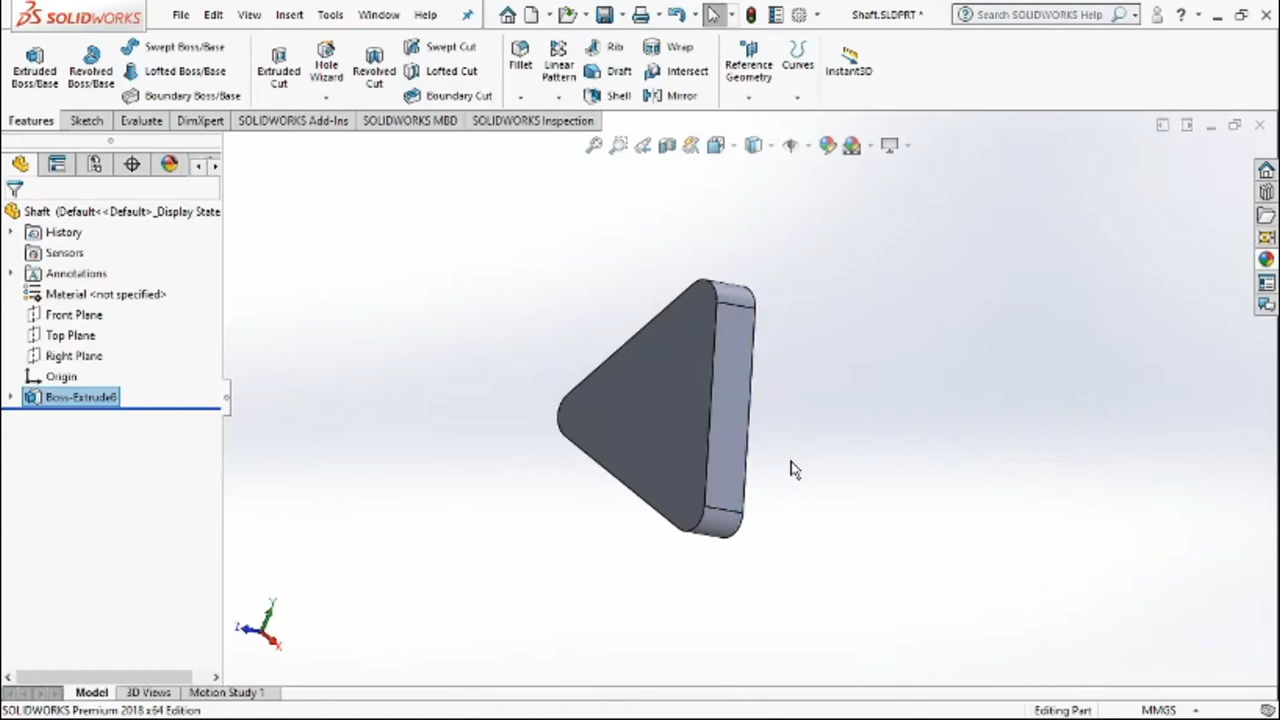 SOLIDWORKS File Edit View Insert Tools Window Help Shaft.SLDPRT * Search SOLIDWORKS Help ?
Extruded Boss/Base
Revolved Boss/Base
Swept Boss/Base
Lofted Boss/Base
Boundary Boss/Base
Extruded Cut
Hole Wizard
Revolved Cut
Swept Cut
Lofted Cut
Boundary Cut
Fillet
Linear Pattern
Rib
Draft
Shell
Wrap
Intersect
Mirror
Reference Geometry
Curves
Instant3D
Features Sketch Evaluate DimXpert SOLIDWORKS Add-Ins SOLIDWORKS MBD SOLIDWORKS Inspection
Shaft (Default<<Default>_Display State
History
Sensors
Annotations
Material <not specified>
Front Plane
Top Plane
Right Plane
Origin
Boss-Extrude6
Y
Z
X
Model 3D Views Motion Study 1
SOLIDWORKS Premium 2018 x64 Edition Editing Part MMGS